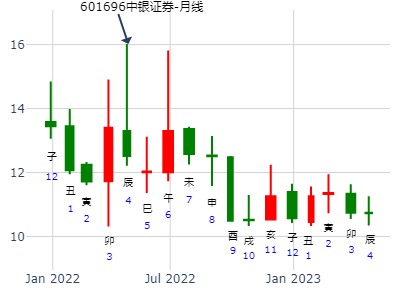 601696中银证券-月线
16
14
12
10
子
12
丑
1
寅
2
卯
3
辰
4
巳
5
午
6
未
7
申
8
酉
9
戌
10
亥
11
子
12
丑
1
寅
2
卯
3
辰
4
Jan 2022
Jul 2022
Jan 2023